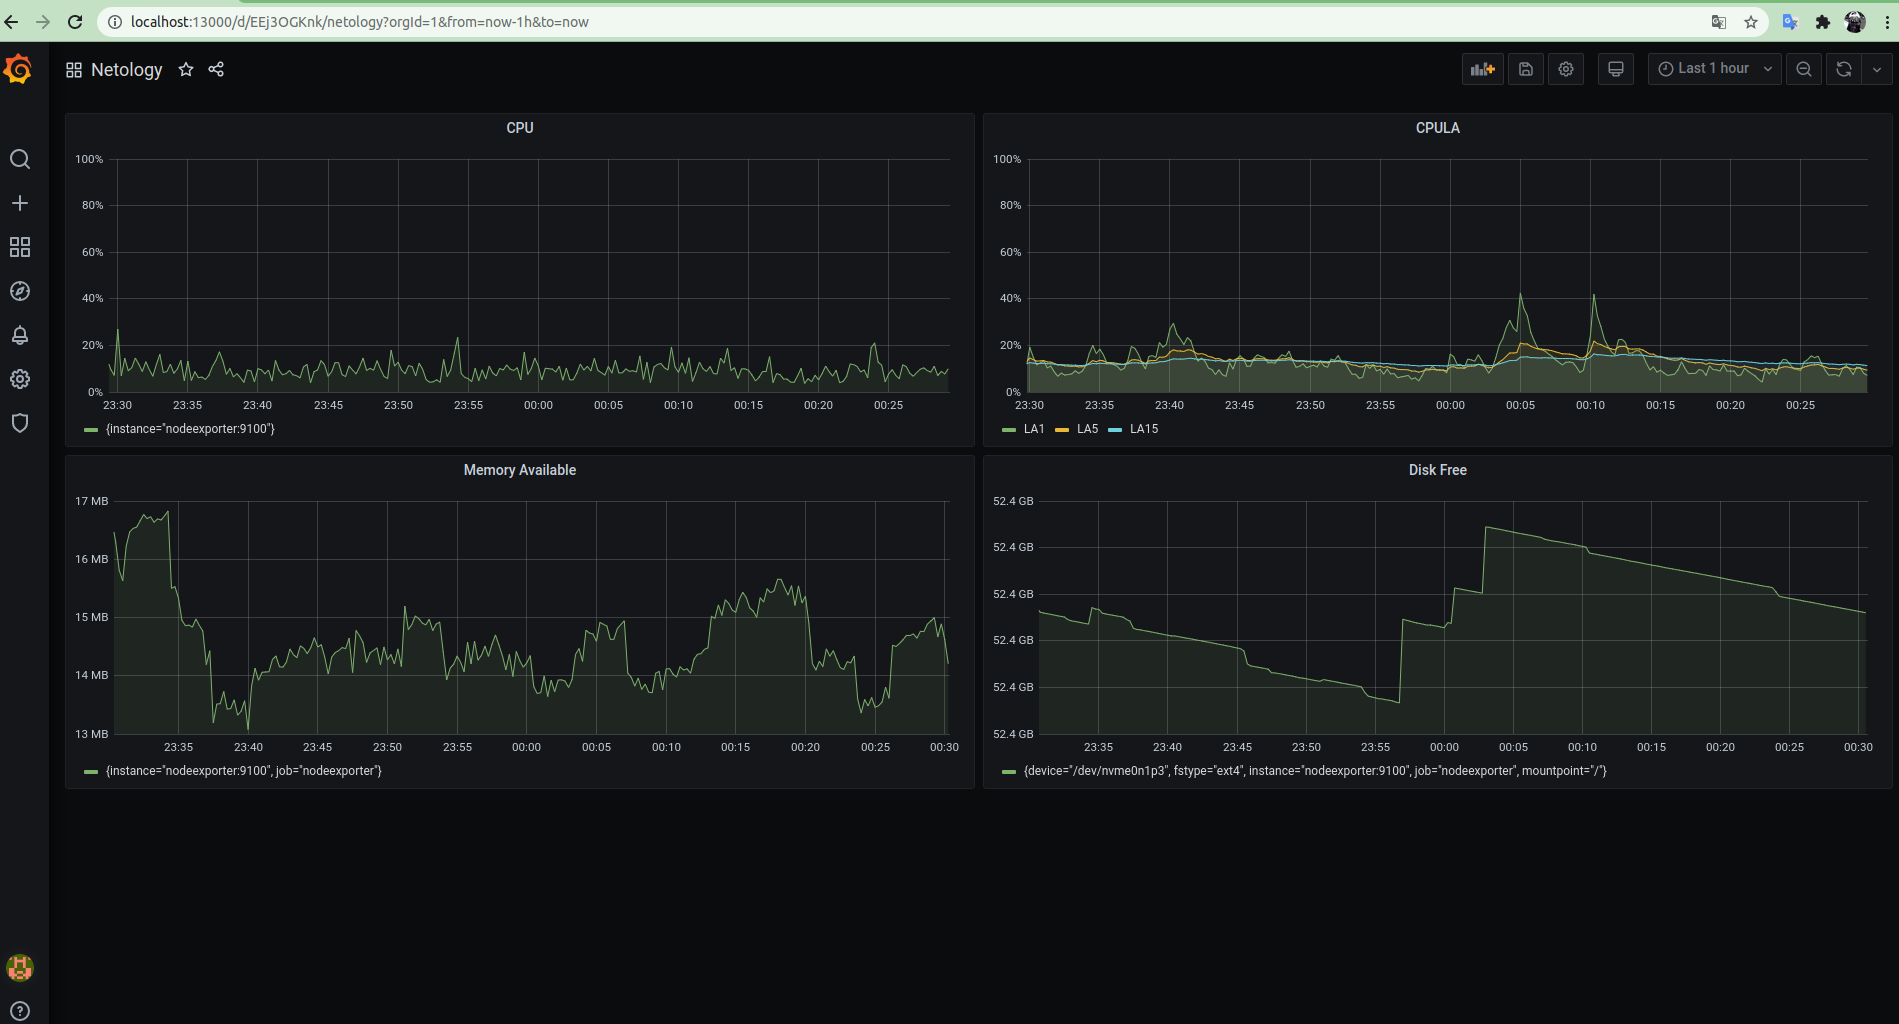 localhost:13000/d/EEj3OGKnk/netology?orgId=1&from=now-1h&to=now
Netology
Last 1 hour
CPU
100%
80%
60%
40%
20%
0%
23:30 23:35 23:40 23:45 23:50 23:55 00:00 00:05 00:10 00:15 00:20 00:25
{instance="nodeexporter:9100"}
CPULA
100%
80%
60%
40%
20%
0%
23:30 23:35 23:40 23:45 23:50 23:55 00:00 00:05 00:10 00:15 00:20 00:25
LA1 LA5 LA15
Memory Available
17 MB
16 MB
15 MB
14 MB
13 MB
23:35 23:40 23:45 23:50 23:55 00:00 00:05 00:10 00:15 00:20 00:25 00:30
{instance="nodeexporter:9100", job="nodeexporter"}
Disk Free
52.4 GB
52.4 GB
52.4 GB
52.4 GB
52.4 GB
52.4 GB
23:35 23:40 23:45 23:50 23:55 00:00 00:05 00:10 00:15 00:20 00:25 00:30
{device="/dev/nvme0n1p3", fstype="ext4", instance="nodeexporter:9100", job="nodeexporter", mountpoint="/"}